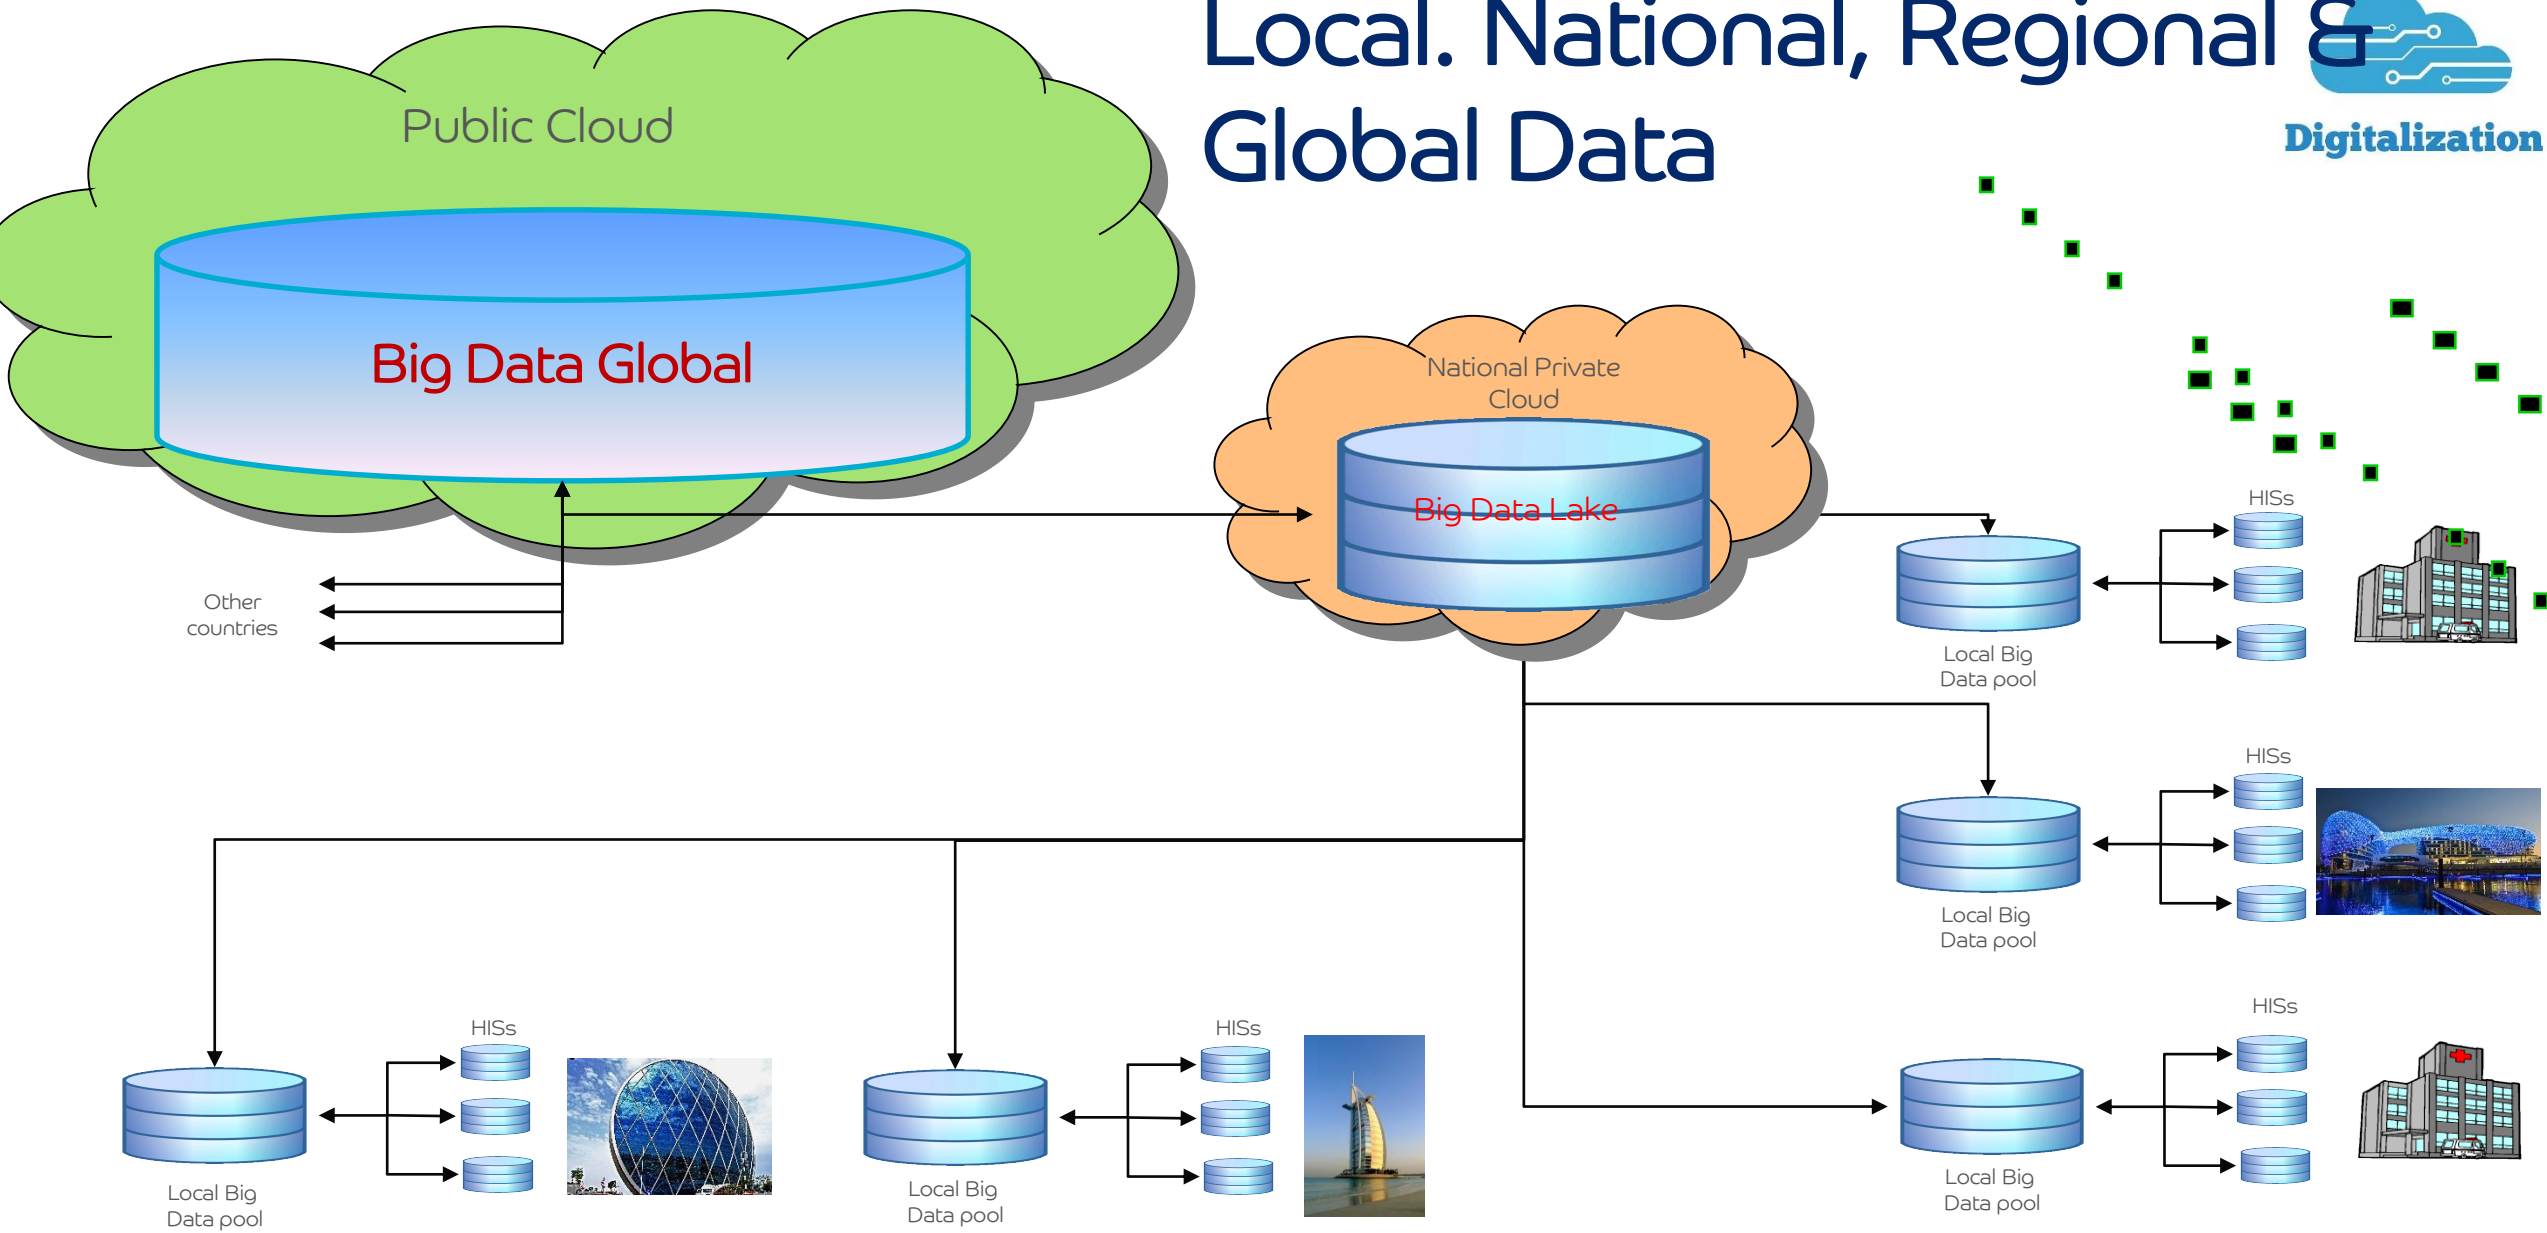 Local. National, Regional &
Global Data
Digitalization
Public Cloud
Big Data Global
National Private
Cloud
Big Data Lake
Other
countries
HISs
Local Big
Data pool
HISs
Local Big
Data pool
HISs
Local Big
Data pool
HISs
Local Big
Data pool
HISs
Local Big
Data pool